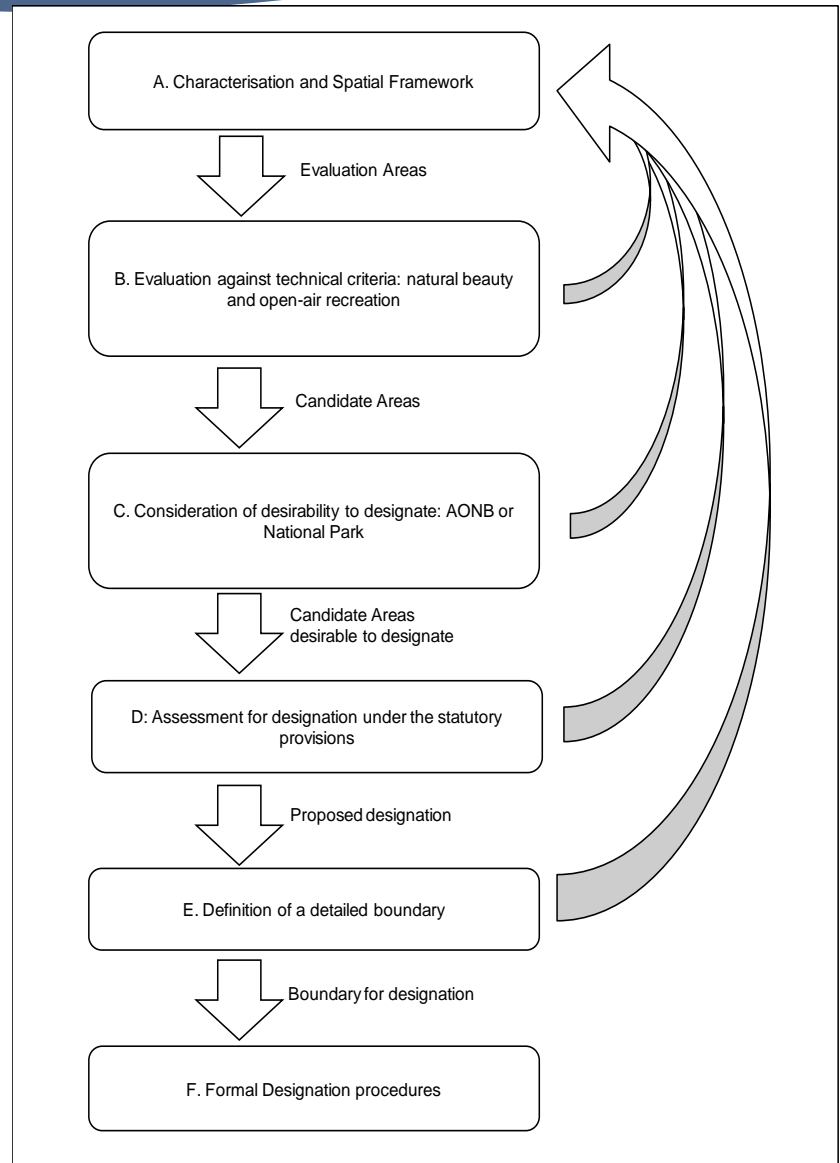 A. Characterisation and Spatial Framework
Evaluation Areas
B. Evaluation against technical criteria: natural beauty
and open-air recreation
Candidate Areas
C. Consideration of desirability to designate: AONB or
National Park
Candidate Areas
desirable to designate
D: Assessment for designation under the statutory
provisions
Proposed designation
E. Definition of a detailed boundary
Boundary for designation
F. Formal Designation procedures